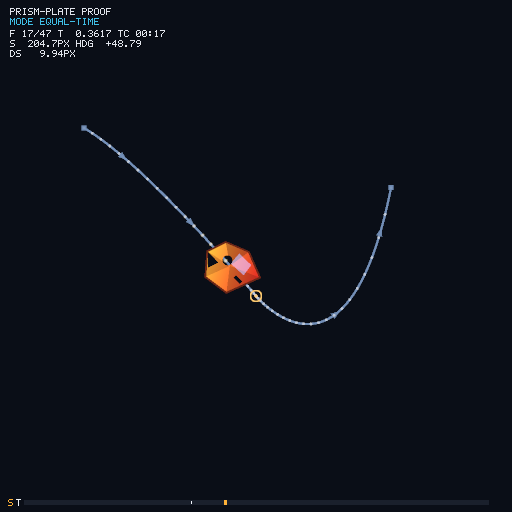 PRISM-PLATE PROOF
MODE EQUAL-TIME
F 17/47 T  0.3617 TC 00:17
S  204.7PX HDG  +48.79
DS   9.94PX
ST